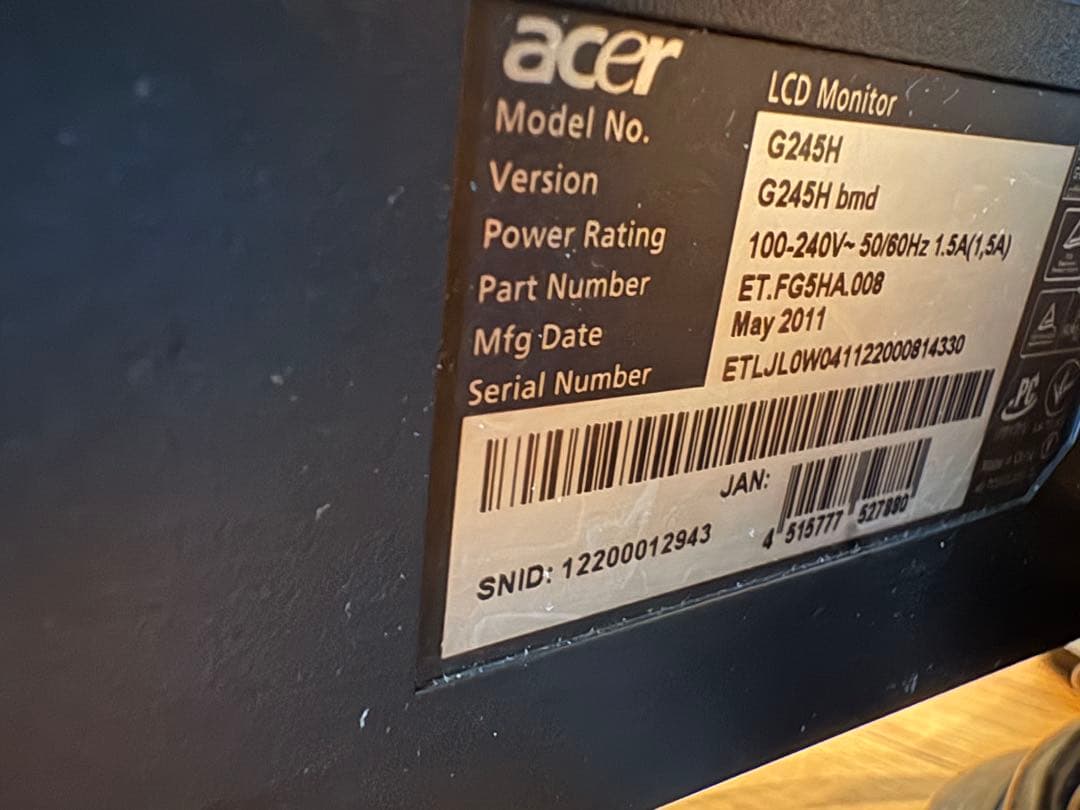 acer
LCD Monitor
Model No. G245H
Version G245H bmd
Power Rating 100-240V~ 50/60Hz 1.5A(1,5A)
Part Number ET.FG5HA.008
Mfg Date May 2011
Serial Number ETLJL0W041122000814330
JAN:
4 515777 527880
SNID: 12200012943
PC